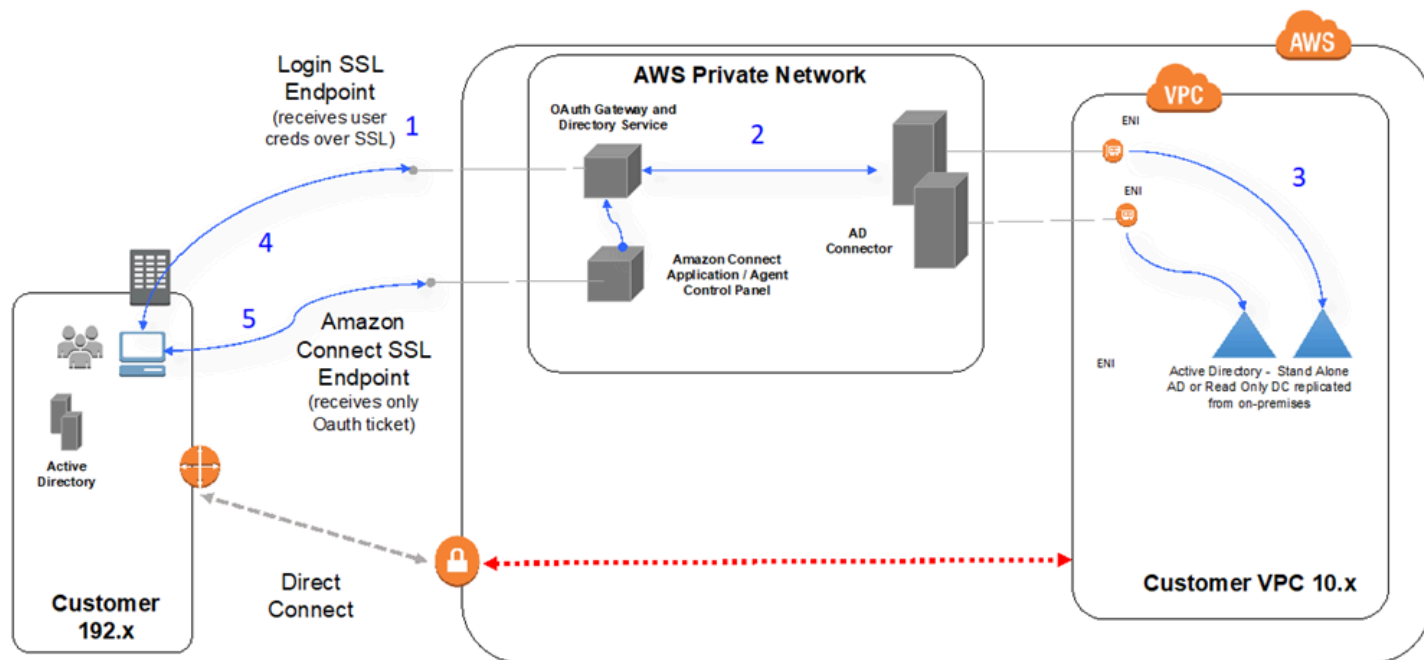 AWS
Login SSL
Endpoint
(receives user
creds over SSL)
1
AWS Private Network
OAuth Gateway and
Directory Service
2
VPC
ENI
3
ENI
4
AD
Connector
Amazon Connect
Application / Agent
Control Panel
5
Amazon
Connect SSL
Endpoint
(receives only
Oauth ticket)
ENI
Active Directory - Stand Alone
AD or Read Only DC replicated
from on-premises
Active
Directory
Direct
Connect
Customer
192.x
Customer VPC 10.x